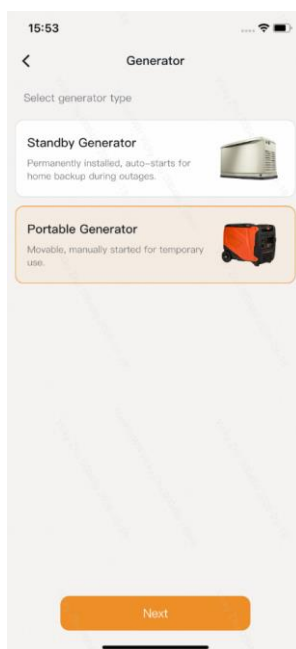 15:53
Generator
Select generator type
Standby Generator
Permanently installed, auto-starts for
home backup during outages.
Portable Generator
Movable, manually started for temporary
use.
Next